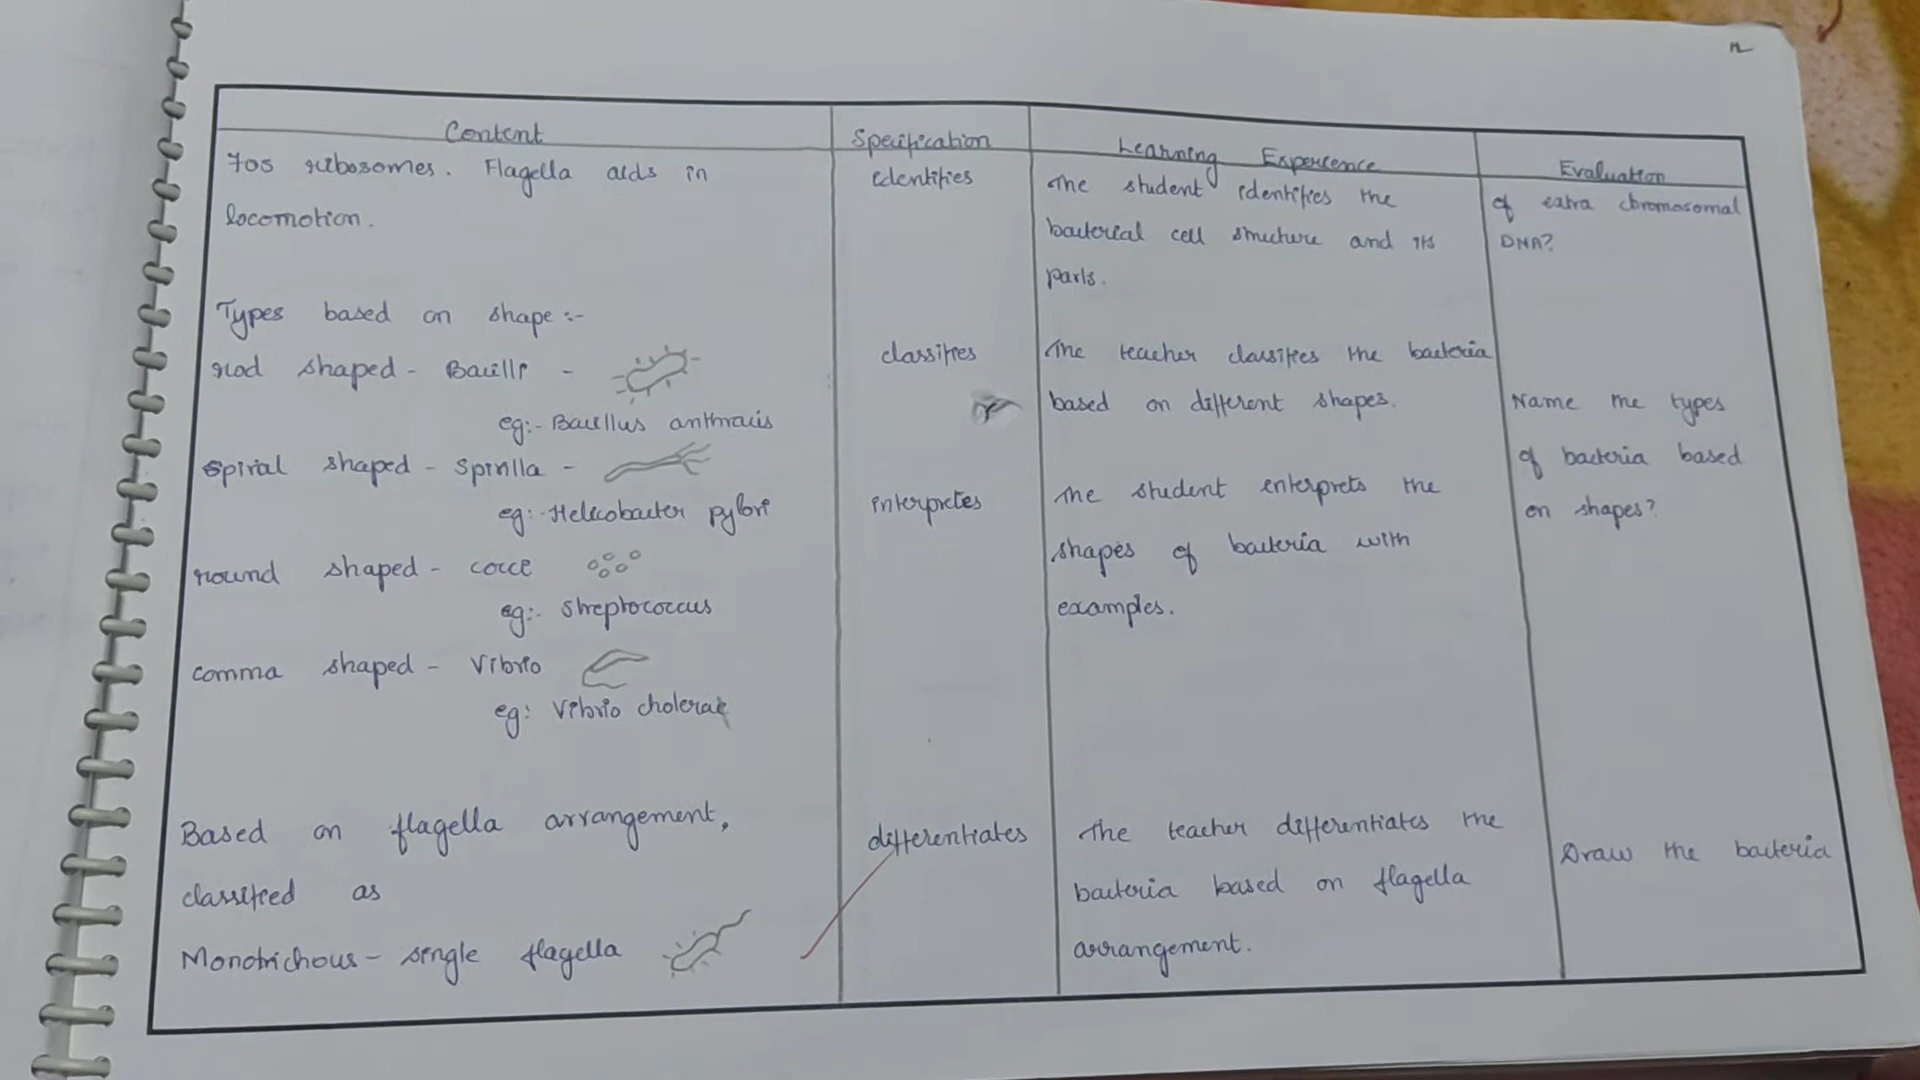 Content
70s ribosomes. Flagella aids in
locomotion.
Types based on shape :-
rod shaped - Bacilli -
eg:- Bacillus anthracis
spiral shaped - Spirilla -
eg:- Helicobacter pylori
round shaped - cocce
eg:- Streptococcus
comma shaped - Vibrio
eg: Vibrio cholerae
Based on flagella arrangement,
classified as
Monotrichous - single flagella
Specification
identifies
classifies
interpretes
differentiates
Learning Experience
The student identifies the
bacterial cell structure and its
parts.
The teacher classifies the bacteria
based on different shapes.
The student interprets the
shapes of bacteria with
examples.
The teacher differentiates the
bacteria based on flagella
arrangement.
Evaluation
of extra chromosomal
DNA?
Name the types
of bacteria based
on shapes?
Draw the bacteria